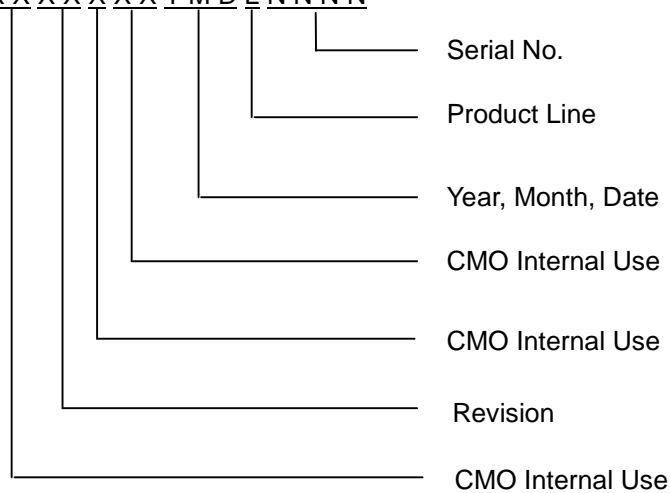 X X X X X X X Y M D L N N N N
Serial No.
Product Line
Year, Month, Date
CMO Internal Use
CMO Internal Use
Revision
CMO Internal Use